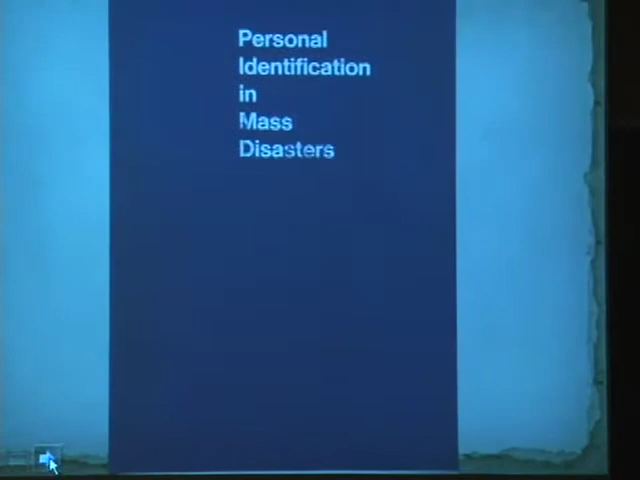 Personal
Identification
in
Mass
Disasters